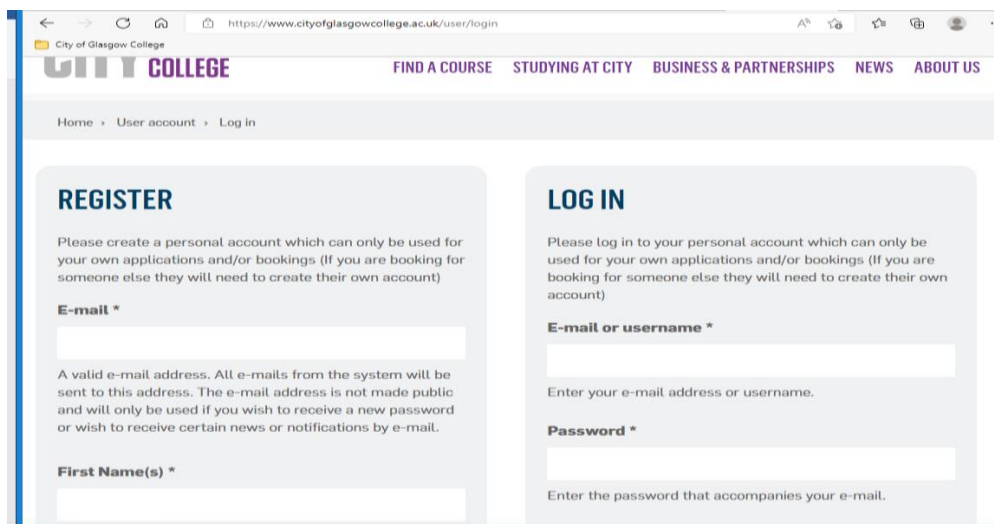 https://www.cityofglasgowcollege.ac.uk/user/login
City of Glasgow College
CITY COLLEGE
FIND A COURSE STUDYING AT CITY BUSINESS & PARTNERSHIPS NEWS ABOUT US
Home › User account › Log in
REGISTER
Please create a personal account which can only be used for
your own applications and/or bookings (If you are booking for
someone else they will need to create their own account)
E-mail *
A valid e-mail address. All e-mails from the system will be
sent to this address. The e-mail address is not made public
and will only be used if you wish to receive a new password
or wish to receive certain news or notifications by e-mail.
First Name(s) *
LOG IN
Please log in to your personal account which can only be
used for your own applications and/or bookings (If you are
booking for someone else they will need to create their own
account)
E-mail or username *
Enter your e-mail address or username.
Password *
Enter the password that accompanies your e-mail.